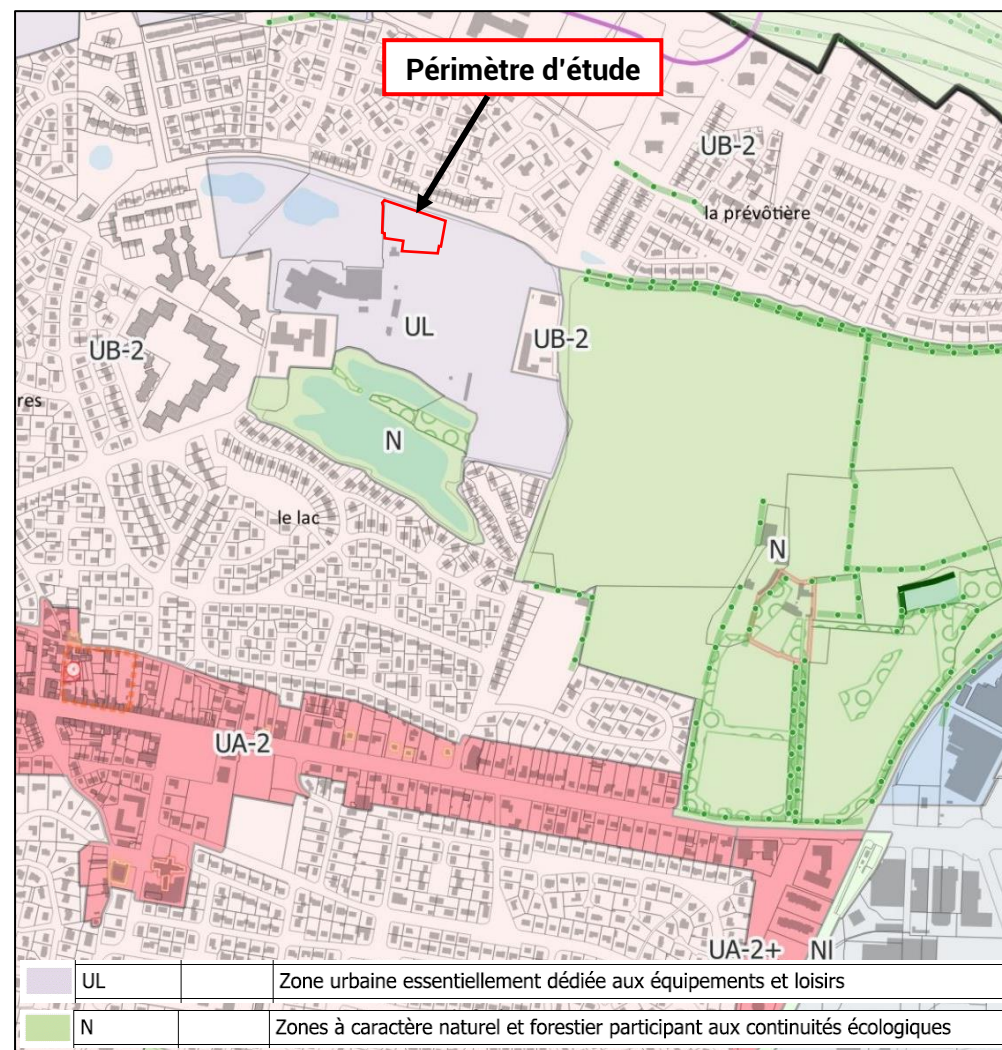 Périmètre d'étude
UB-2
la prévôtière
UL
UB-2
UB-2
res
N
le lac
N
UA-2
UA-2+
NI
UL Zone urbaine essentiellement dédiée aux équipements et loisirs
N Zones à caractère naturel et forestier participant aux continuités écologiques